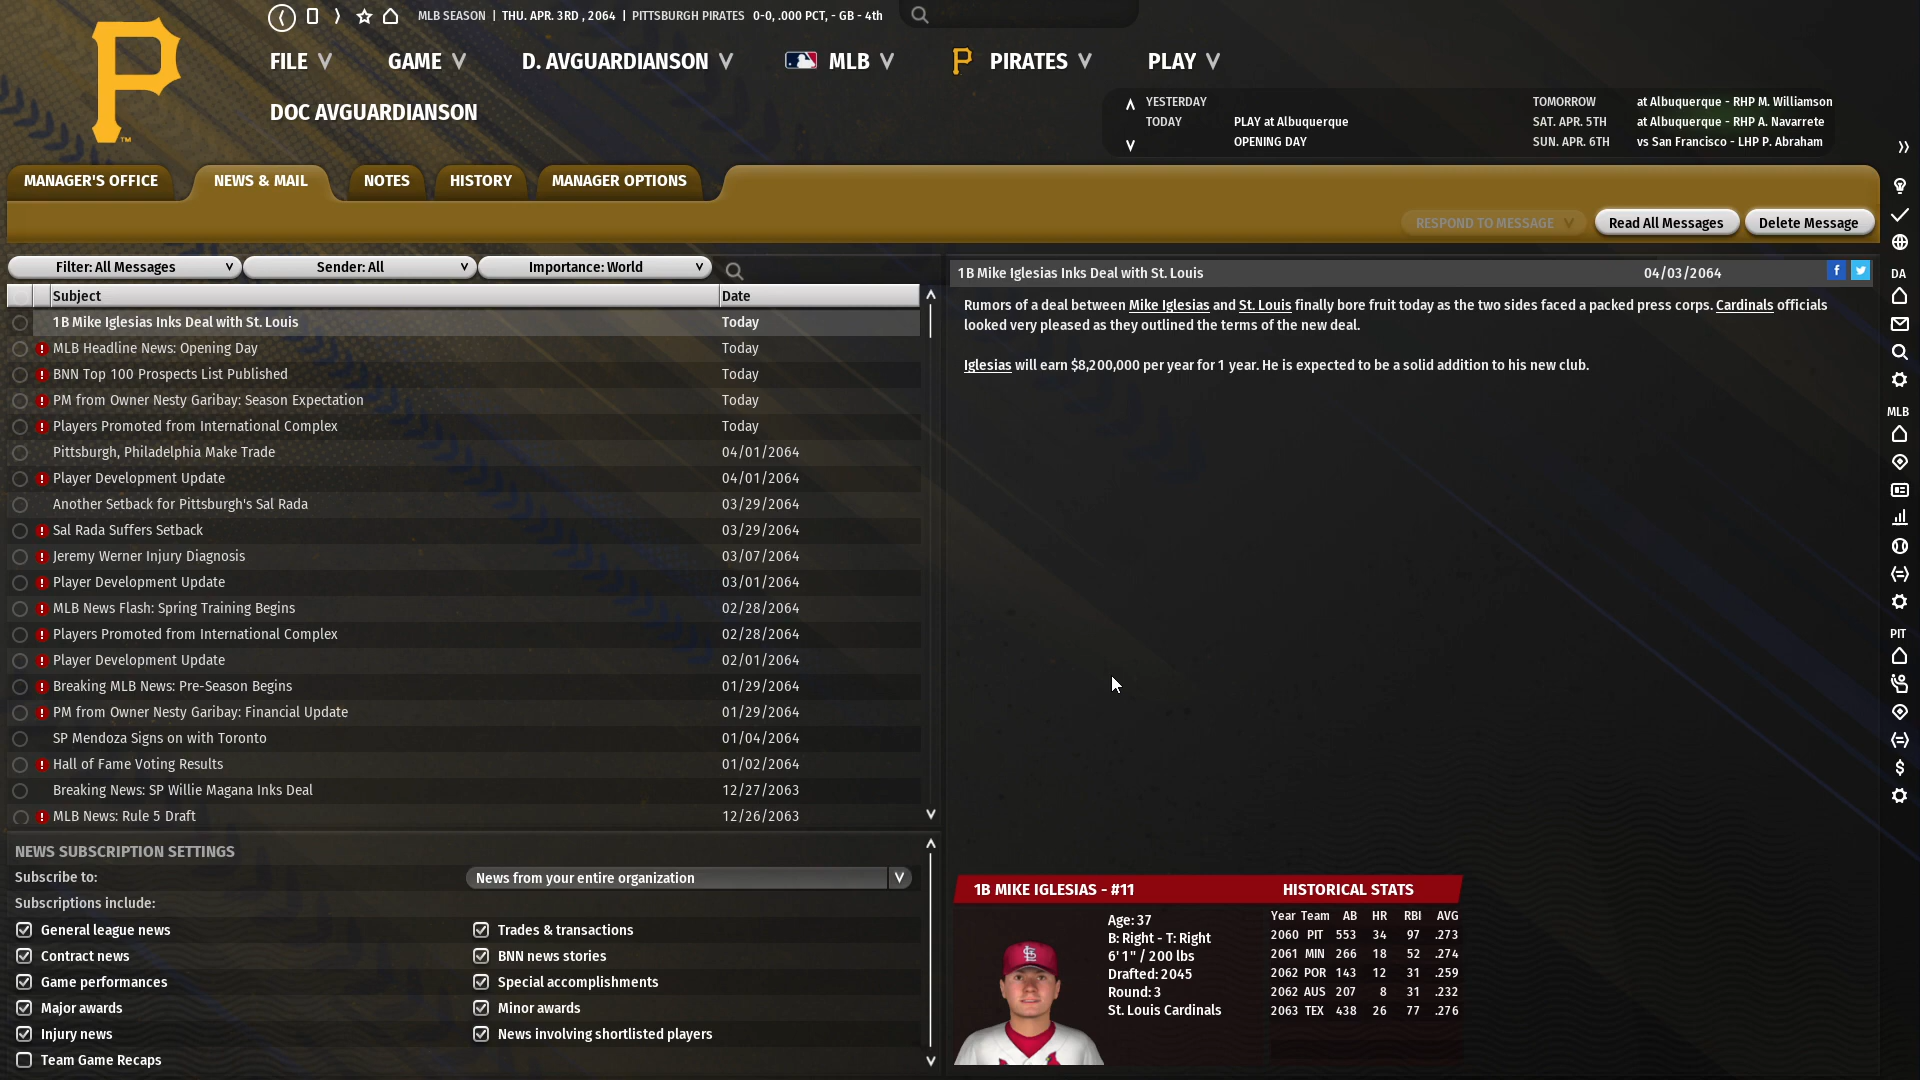 MLB SEASON | THU. APR. 3RD , 2064 | PITTSBURGH PIRATES 0-0, .000 PCT, - GB - 4th
FILE GAME D. AVGUARDIANSON MLB PIRATES PLAY
DOC AVGUARDIANSON
YESTERDAY
TODAY PLAY at Albuquerque
OPENING DAY
TOMORROW at Albuquerque - RHP M. Williamson
SAT. APR. 5TH at Albuquerque - RHP A. Navarrete
SUN. APR. 6TH vs San Francisco - LHP P. Abraham
MANAGER'S OFFICE NEWS & MAIL NOTES HISTORY MANAGER OPTIONS
RESPOND TO MESSAGE Read All Messages Delete Message
Filter: All Messages Sender: All Importance: World
Subject Date
1B Mike Iglesias Inks Deal with St. Louis Today
MLB Headline News: Opening Day Today
BNN Top 100 Prospects List Published Today
PM from Owner Nesty Garibay: Season Expectation Today
Players Promoted from International Complex Today
Pittsburgh, Philadelphia Make Trade 04/01/2064
Player Development Update 04/01/2064
Another Setback for Pittsburgh's Sal Rada 03/29/2064
Sal Rada Suffers Setback 03/29/2064
Jeremy Werner Injury Diagnosis 03/07/2064
Player Development Update 03/01/2064
MLB News Flash: Spring Training Begins 02/28/2064
Players Promoted from International Complex 02/28/2064
Player Development Update 02/01/2064
Breaking MLB News: Pre-Season Begins 01/29/2064
PM from Owner Nesty Garibay: Financial Update 01/29/2064
SP Mendoza Signs on with Toronto 01/04/2064
Hall of Fame Voting Results 01/02/2064
Breaking News: SP Willie Magana Inks Deal 12/27/2063
MLB News: Rule 5 Draft 12/26/2063
NEWS SUBSCRIPTION SETTINGS
Subscribe to: News from your entire organization
Subscriptions include:
General league news Trades & transactions
Contract news BNN news stories
Game performances Special accomplishments
Major awards Minor awards
Injury news News involving shortlisted players
Team Game Recaps
1B Mike Iglesias Inks Deal with St. Louis 04/03/2064
Rumors of a deal between Mike Iglesias and St. Louis finally bore fruit today as the two sides faced a packed press corps. Cardinals officials
looked very pleased as they outlined the terms of the new deal.
Iglesias will earn $8,200,000 per year for 1 year. He is expected to be a solid addition to his new club.
1B MIKE IGLESIAS - #11
Age: 37
B: Right - T: Right
6' 1" / 200 lbs
Drafted: 2045
Round: 3
St. Louis Cardinals
HISTORICAL STATS
Year Team AB HR RBI AVG
2060 PIT 553 34 97 .273
2061 MIN 266 18 52 .274
2062 POR 143 12 31 .259
2062 AUS 207 8 31 .232
2063 TEX 438 26 77 .276
DA
MLB
PIT